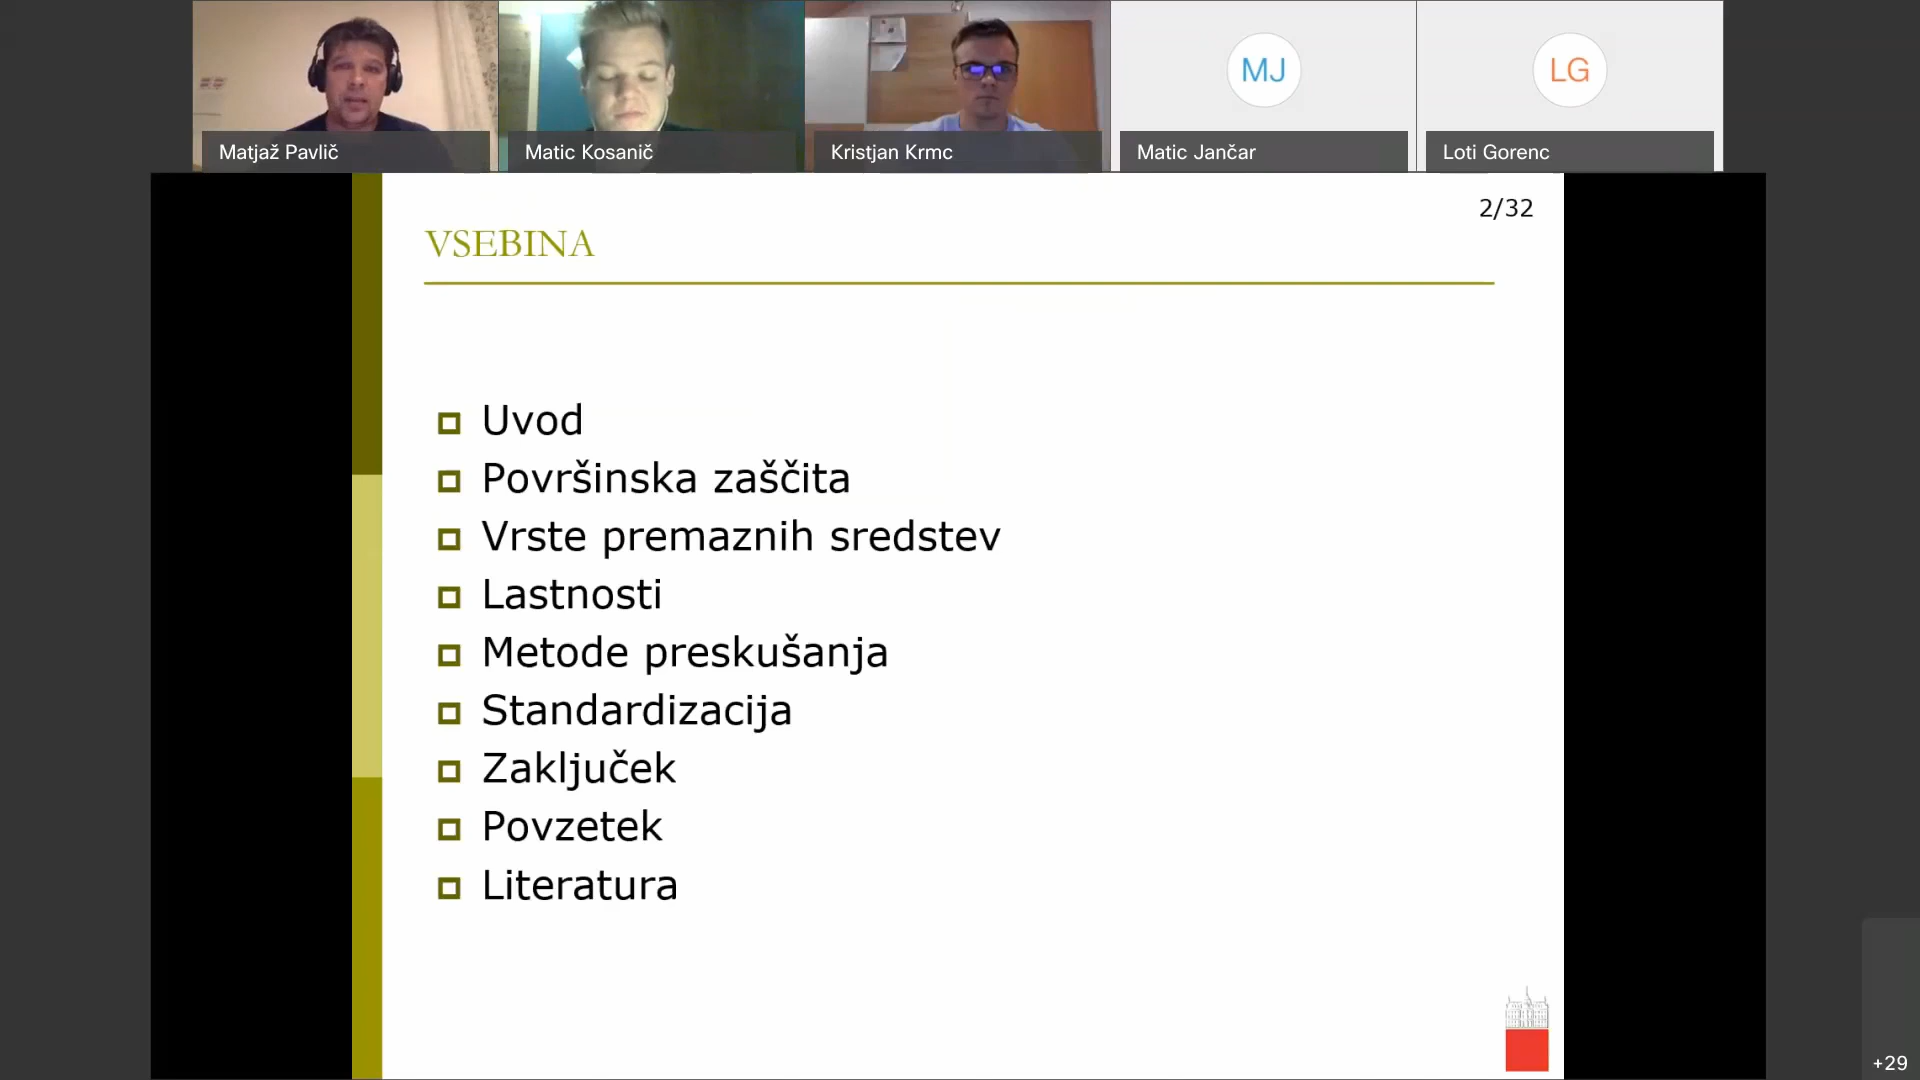 MJ
LG
Matjaž Pavlič
Matic Kosanič
Kristjan Krmc
Matic Jančar
Loti Gorenc
2/32
VSEBINA
Uvod
Površinska zaščita
Vrste premaznih sredstev
Lastnosti
Metode preskušanja
Standardizacija
Zaključek
Povzetek
Literatura
+29